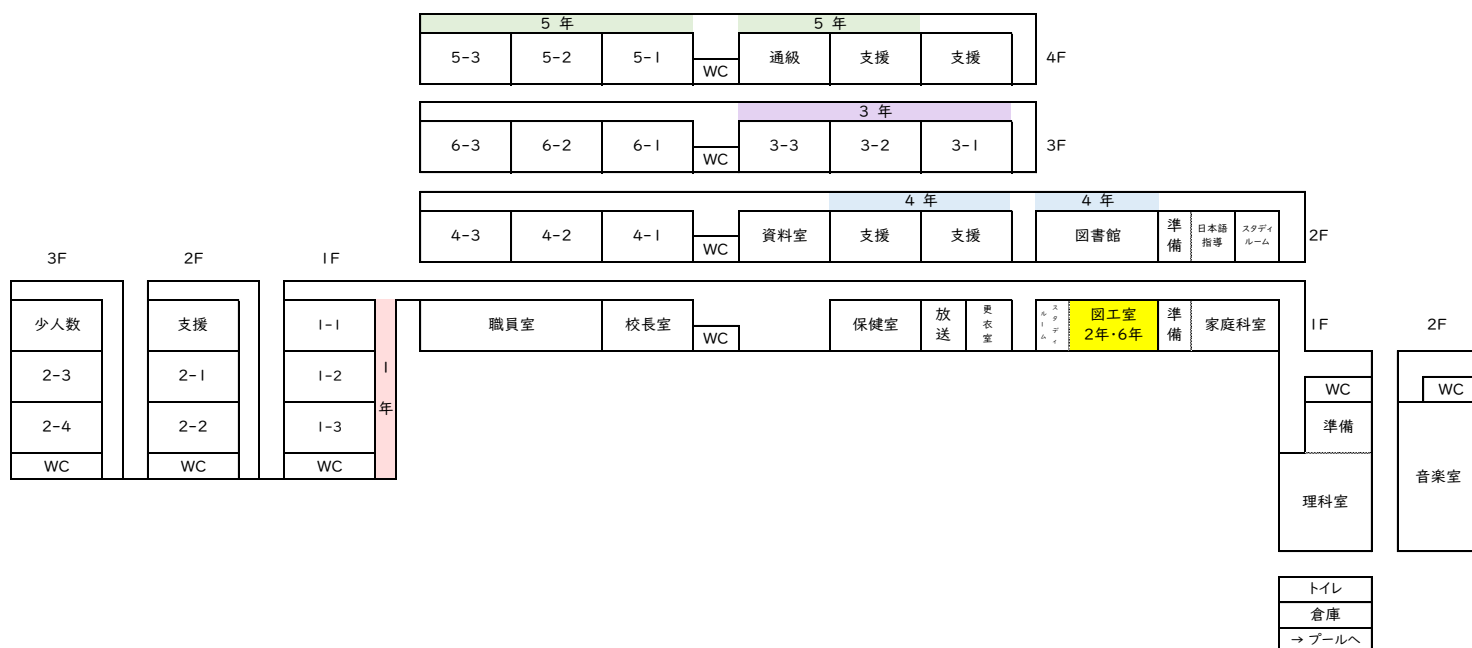 5 年 5 年
5-3 5-2 5-1 WC 通級 支援 支援 4F
3 年
6-3 6-2 6-1 WC 3-3 3-2 3-1 3F
4 年 4 年
4-3 4-2 4-1 WC 資料室 支援 支援 図書館 準備 日本語指導 スタディルーム 2F
3F 2F 1F
少人数 支援 1-1 職員室 校長室 WC 保健室 放送 更衣室 スタディルーム 図工室 準備 家庭科室 1F 2F
2年・6年
2-3 2-1 1-2 1年 WC WC
2-4 2-2 1-3 準備
WC WC WC 音楽室
理科室
トイレ
倉庫
→ プールへ